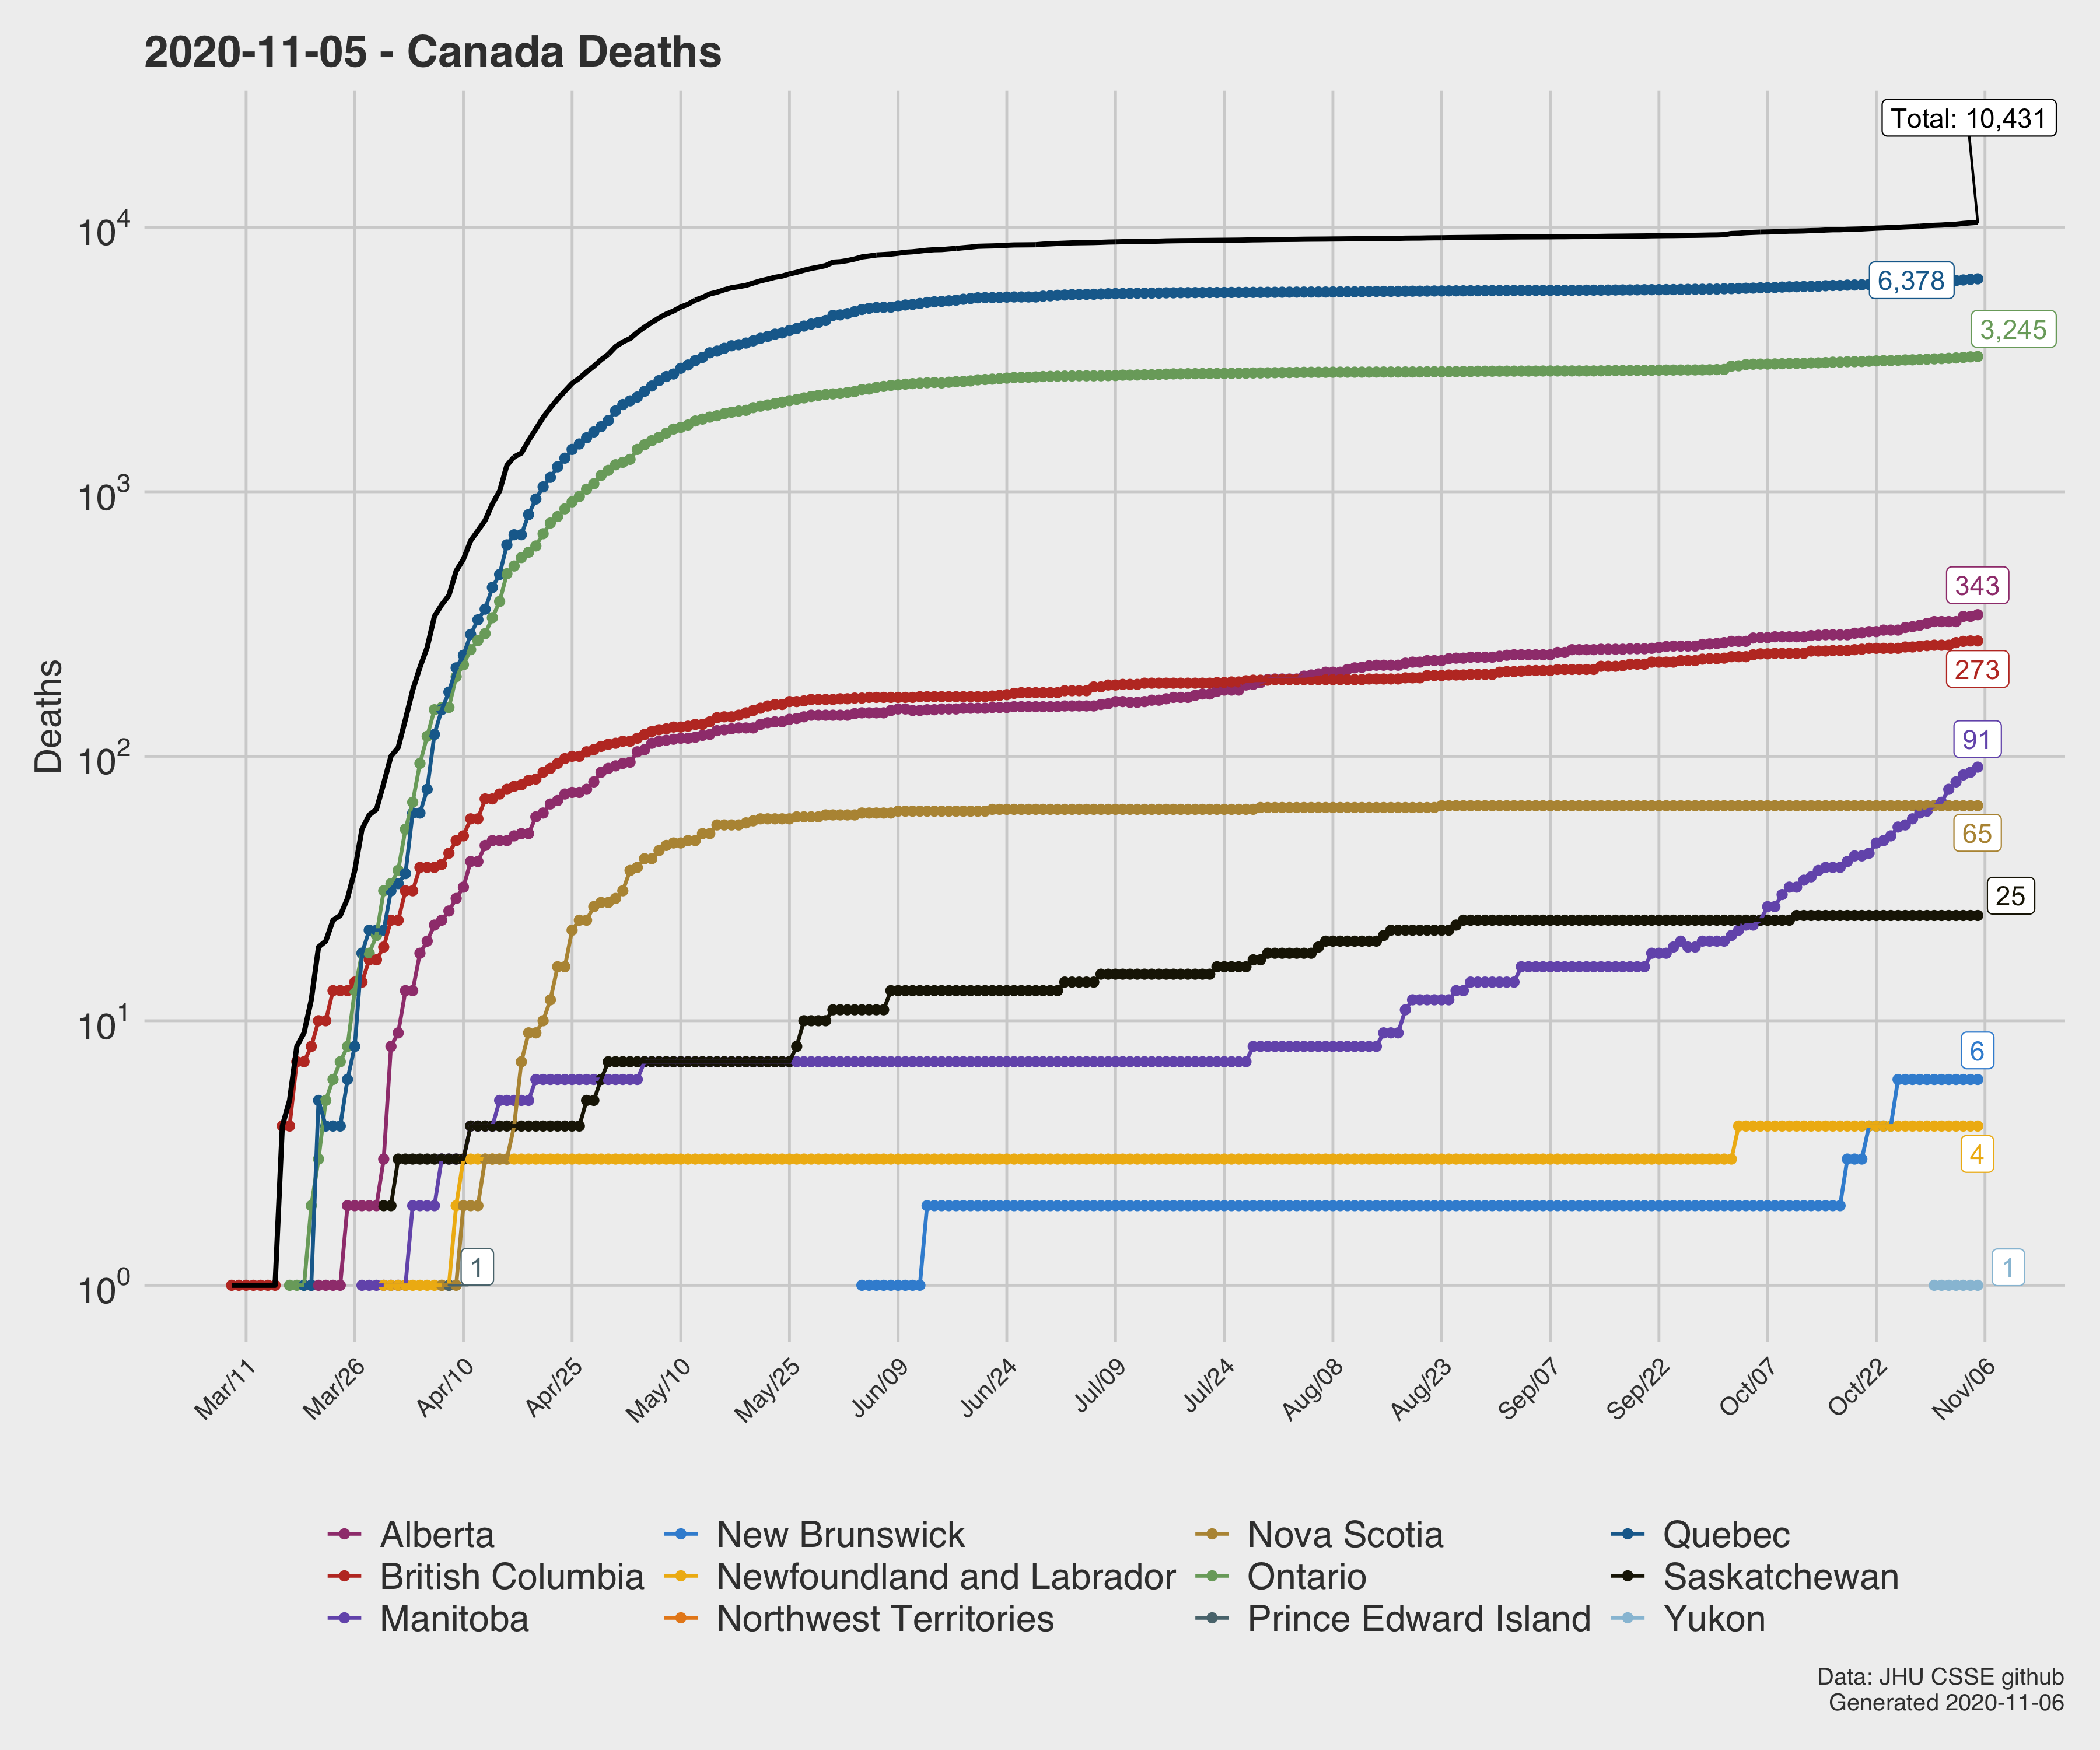 2020-11-05 - Canada Deaths
Total: 10,431
10^4
6,378
3,245
10^3
343
273
91
10^2
65
25
10^1
6
4
1
1
10^0
Deaths
Mar/11 Mar/26 Apr/10 Apr/25 May/10 May/25 Jun/09 Jun/24 Jul/09 Jul/24 Aug/08 Aug/23 Sep/07 Sep/22 Oct/07 Oct/22 Nov/06
Alberta New Brunswick Nova Scotia Quebec
British Columbia Newfoundland and Labrador Ontario Saskatchewan
Manitoba Northwest Territories Prince Edward Island Yukon
Data: JHU CSSE github
Generated 2020-11-06